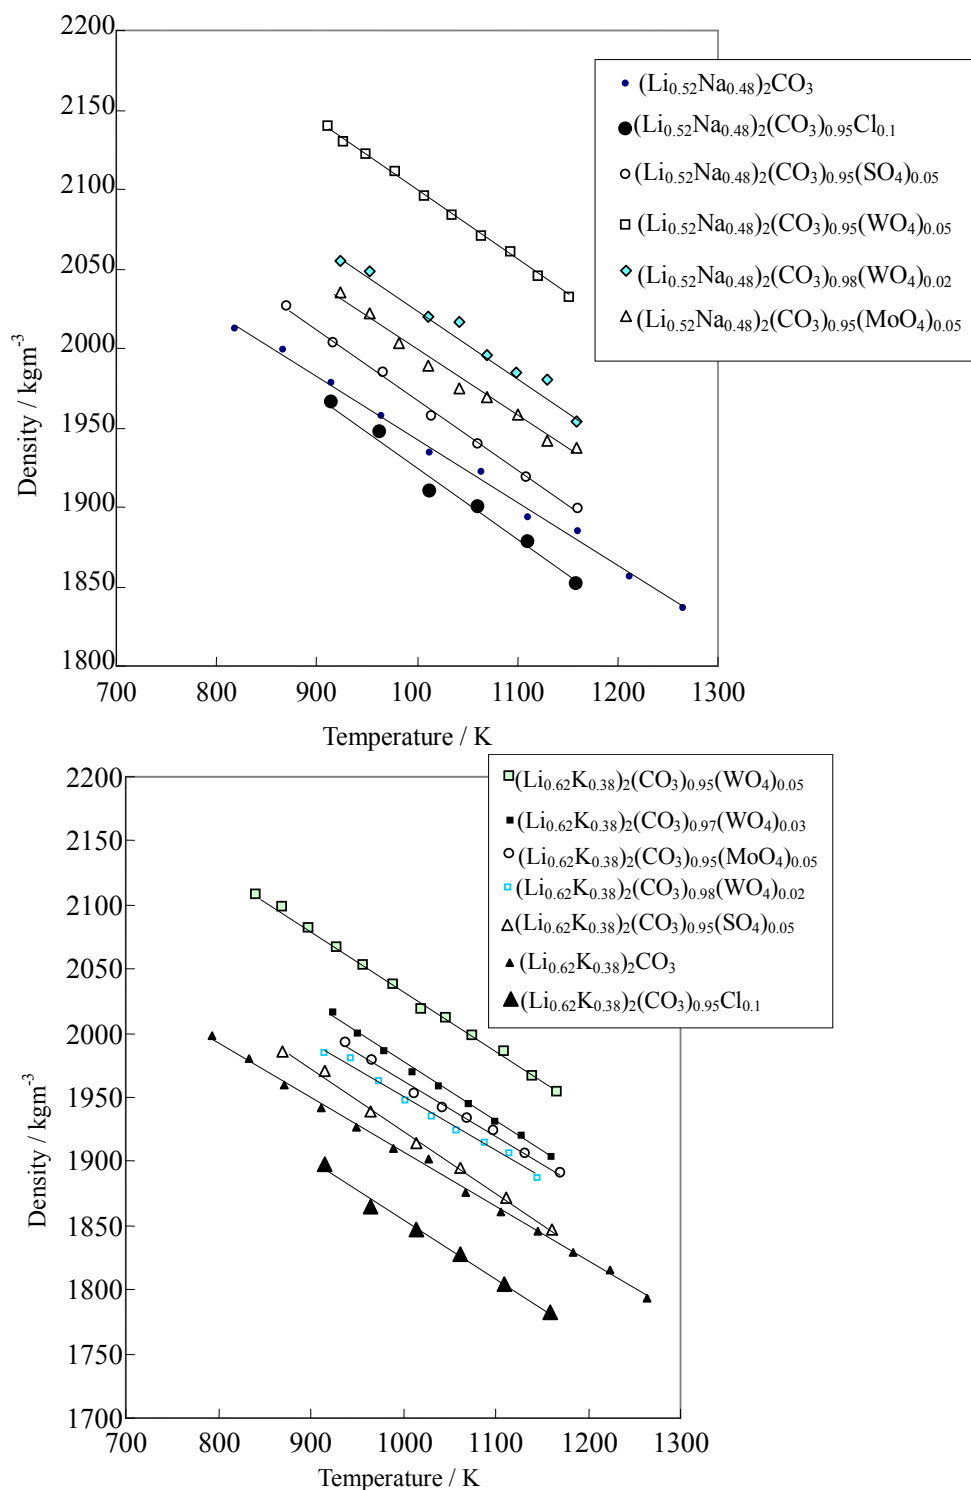 2200
2150
2100
2050
2000
1950
1900
1850
1800
Density / kgm⁻³
700 800 900 1000 1100 1200 1300
Temperature / K
(Li₀.₅₂Na₀.₄₈)₂CO₃
(Li₀.₅₂Na₀.₄₈)₂(CO₃)₀.₉₅Cl₀.₁
(Li₀.₅₂Na₀.₄₈)₂(CO₃)₀.₉₅(SO₄)₀.₀₅
(Li₀.₅₂Na₀.₄₈)₂(CO₃)₀.₉₅(WO₄)₀.₀₅
(Li₀.₅₂Na₀.₄₈)₂(CO₃)₀.₉₈(WO₄)₀.₀₂
(Li₀.₅₂Na₀.₄₈)₂(CO₃)₀.₉₅(MoO₄)₀.₀₅
2200
2150
2100
2050
2000
1950
1900
1850
1800
1750
1700
Density / kgm⁻³
700 800 900 1000 1100 1200 1300
Temperature / K
(Li₀.₆₂K₀.₃₈)₂(CO₃)₀.₉₅(WO₄)₀.₀₅
(Li₀.₆₂K₀.₃₈)₂(CO₃)₀.₉₇(WO₄)₀.₀₃
(Li₀.₆₂K₀.₃₈)₂(CO₃)₀.₉₅(MoO₄)₀.₀₅
(Li₀.₆₂K₀.₃₈)₂(CO₃)₀.₉₈(WO₄)₀.₀₂
(Li₀.₆₂K₀.₃₈)₂(CO₃)₀.₉₅(SO₄)₀.₀₅
(Li₀.₆₂K₀.₃₈)₂CO₃
(Li₀.₆₂K₀.₃₈)₂(CO₃)₀.₉₅Cl₀.₁